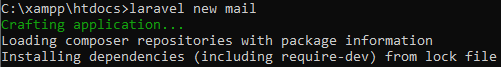 C:\xampp\htdocs>laravel new mail
Crafting application...
Loading composer repositories with package information
Installing dependencies (including require-dev) from lock file